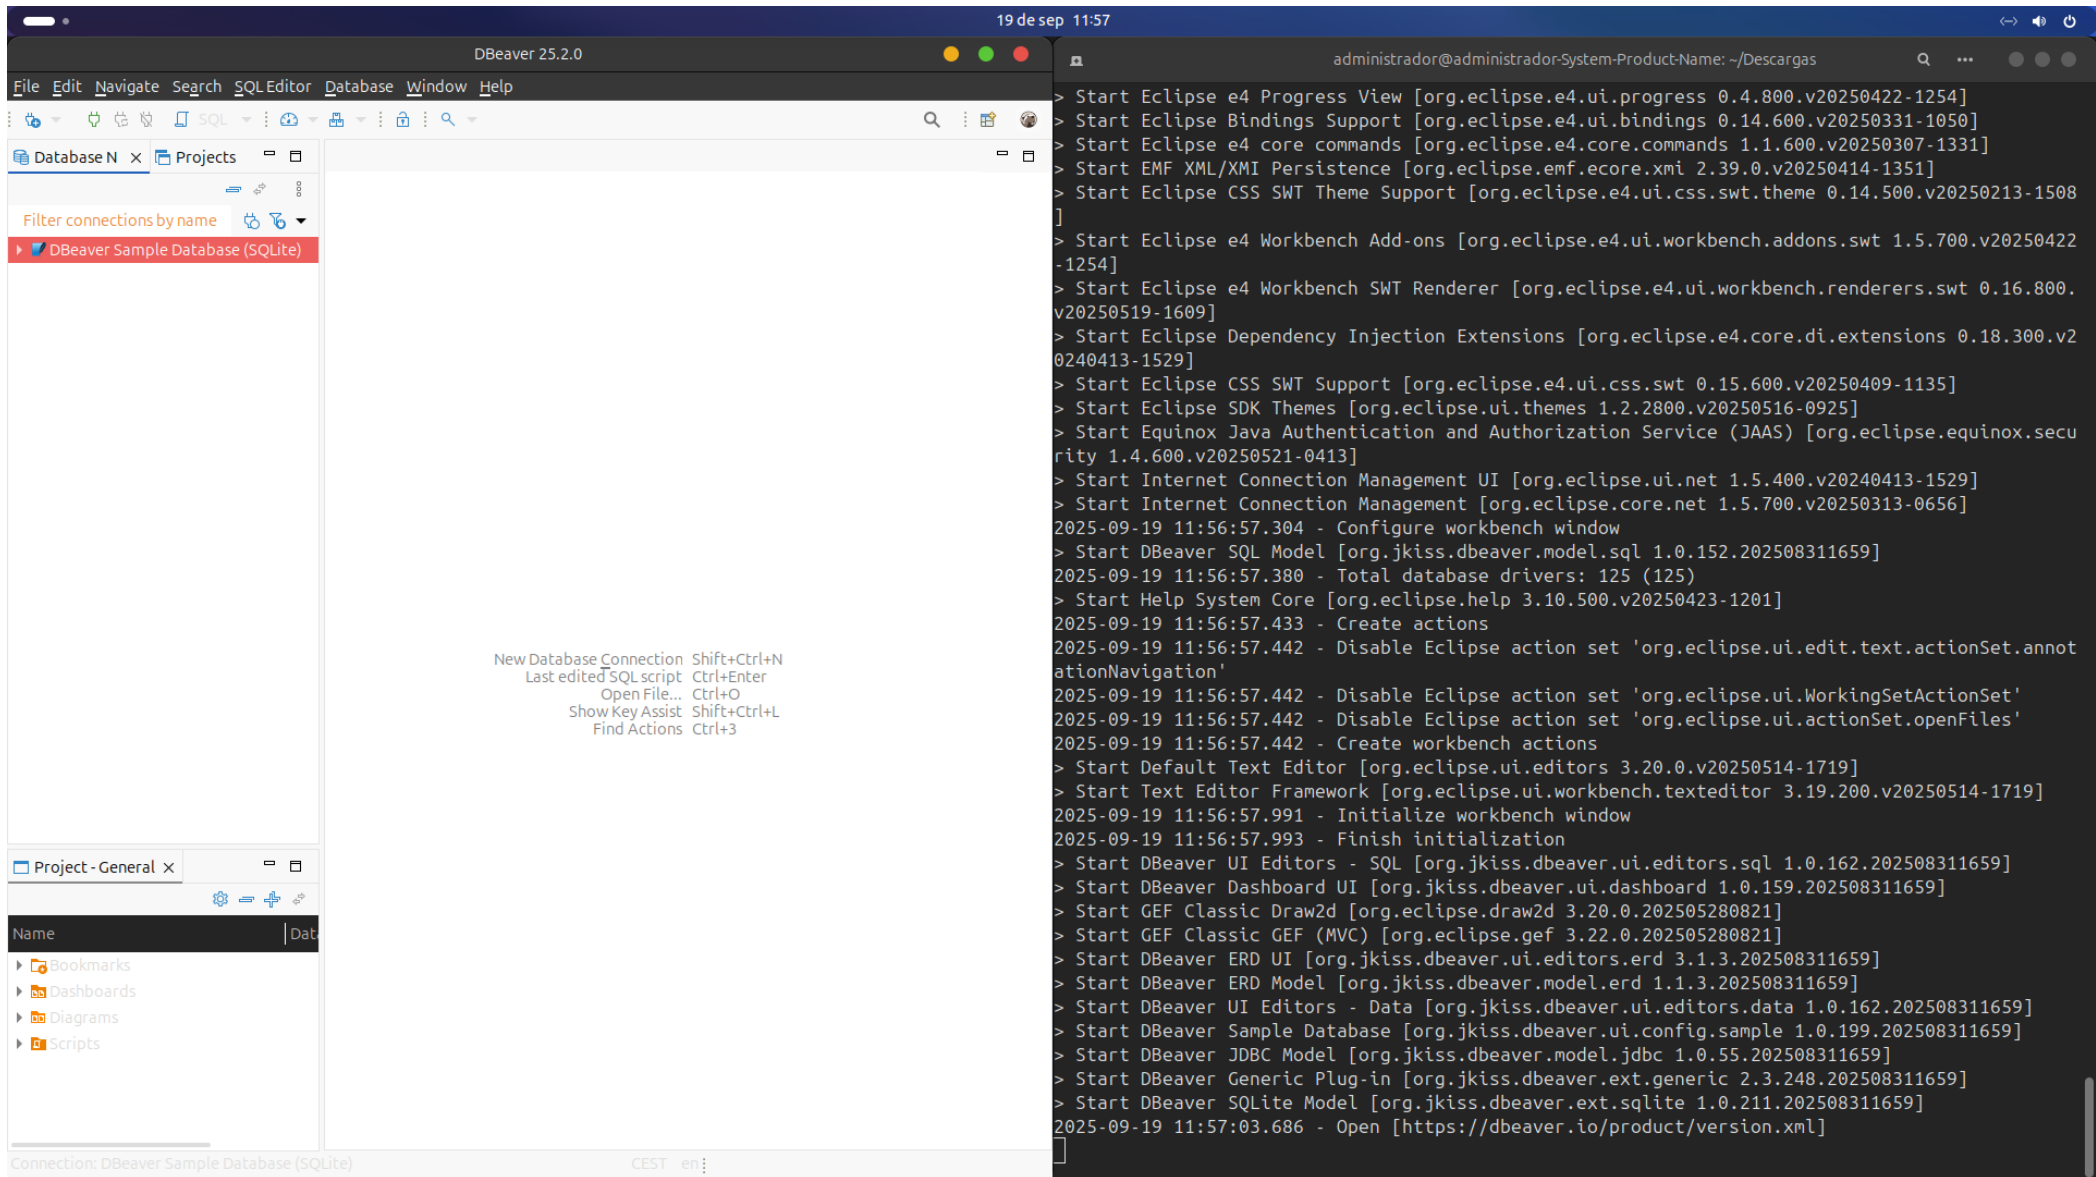 19 de sep 11:57
DBeaver 25.2.0
File Edit Navigate Search SQL Editor Database Window Help
SQL
Database N
Projects
Filter connections by name
DBeaver Sample Database (SQLite)
New Database Connection Shift+Ctrl+N
Last edited SQL script Ctrl+Enter
Open File... Ctrl+O
Show Key Assist Shift+Ctrl+L
Find Actions Ctrl+3
Project - General
Name Data
Bookmarks
Dashboards
Diagrams
Scripts
Connection: DBeaver Sample Database (SQLite) CEST en
administrador@administrador-System-Product-Name: ~/Descargas
> Start Eclipse e4 Progress View [org.eclipse.e4.ui.progress 0.4.800.v20250422-1254]
> Start Eclipse Bindings Support [org.eclipse.e4.ui.bindings 0.14.600.v20250331-1050]
> Start Eclipse e4 core commands [org.eclipse.e4.core.commands 1.1.600.v20250307-1331]
> Start EMF XML/XMI Persistence [org.eclipse.emf.ecore.xmi 2.39.0.v20250414-1351]
> Start Eclipse CSS SWT Theme Support [org.eclipse.e4.ui.css.swt.theme 0.14.500.v20250213-1508
]
> Start Eclipse e4 Workbench Add-ons [org.eclipse.e4.ui.workbench.addons.swt 1.5.700.v20250422
-1254]
> Start Eclipse e4 Workbench SWT Renderer [org.eclipse.e4.ui.workbench.renderers.swt 0.16.800.
v20250519-1609]
> Start Eclipse Dependency Injection Extensions [org.eclipse.e4.core.di.extensions 0.18.300.v2
0240413-1529]
> Start Eclipse CSS SWT Support [org.eclipse.e4.ui.css.swt 0.15.600.v20250409-1135]
> Start Eclipse SDK Themes [org.eclipse.ui.themes 1.2.2800.v20250516-0925]
> Start Equinox Java Authentication and Authorization Service (JAAS) [org.eclipse.equinox.secu
rity 1.4.600.v20250521-0413]
> Start Internet Connection Management UI [org.eclipse.ui.net 1.5.400.v20240413-1529]
> Start Internet Connection Management [org.eclipse.core.net 1.5.700.v20250313-0656]
2025-09-19 11:56:57.304 - Configure workbench window
> Start DBeaver SQL Model [org.jkiss.dbeaver.model.sql 1.0.152.202508311659]
2025-09-19 11:56:57.380 - Total database drivers: 125 (125)
> Start Help System Core [org.eclipse.help 3.10.500.v20250423-1201]
2025-09-19 11:56:57.433 - Create actions
2025-09-19 11:56:57.442 - Disable Eclipse action set 'org.eclipse.ui.edit.text.actionSet.annot
ationNavigation'
2025-09-19 11:56:57.442 - Disable Eclipse action set 'org.eclipse.ui.WorkingSetActionSet'
2025-09-19 11:56:57.442 - Disable Eclipse action set 'org.eclipse.ui.actionSet.openFiles'
2025-09-19 11:56:57.442 - Create workbench actions
> Start Default Text Editor [org.eclipse.ui.editors 3.20.0.v20250514-1719]
> Start Text Editor Framework [org.eclipse.ui.workbench.texteditor 3.19.200.v20250514-1719]
2025-09-19 11:56:57.991 - Initialize workbench window
2025-09-19 11:56:57.993 - Finish initialization
> Start DBeaver UI Editors - SQL [org.jkiss.dbeaver.ui.editors.sql 1.0.162.202508311659]
> Start DBeaver Dashboard UI [org.jkiss.dbeaver.ui.dashboard 1.0.159.202508311659]
> Start GEF Classic Draw2d [org.eclipse.draw2d 3.20.0.202505280821]
> Start GEF Classic GEF (MVC) [org.eclipse.gef 3.22.0.202505280821]
> Start DBeaver ERD UI [org.jkiss.dbeaver.ui.editors.erd 3.1.3.202508311659]
> Start DBeaver ERD Model [org.jkiss.dbeaver.model.erd 1.1.3.202508311659]
> Start DBeaver UI Editors - Data [org.jkiss.dbeaver.ui.editors.data 1.0.162.202508311659]
> Start DBeaver Sample Database [org.jkiss.dbeaver.ui.config.sample 1.0.199.202508311659]
> Start DBeaver JDBC Model [org.jkiss.dbeaver.model.jdbc 1.0.55.202508311659]
> Start DBeaver Generic Plug-in [org.jkiss.dbeaver.ext.generic 2.3.248.202508311659]
> Start DBeaver SQLite Model [org.jkiss.dbeaver.ext.sqlite 1.0.211.202508311659]
2025-09-19 11:57:03.686 - Open [https://dbeaver.io/product/version.xml]